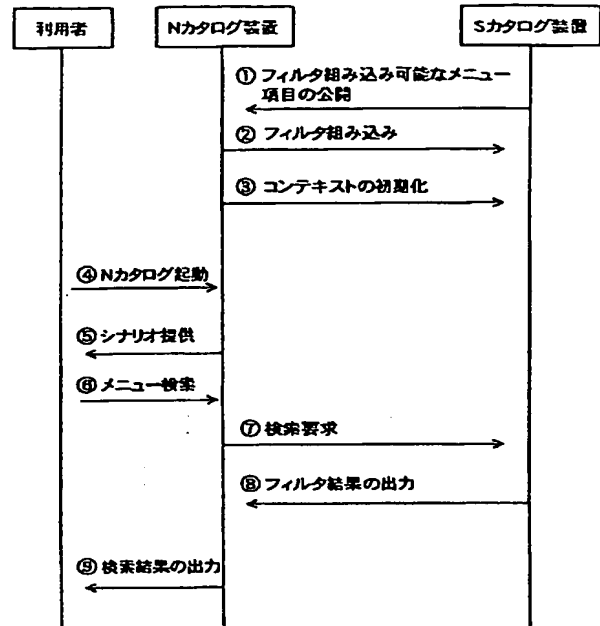 利用者
Nカタログ装置
Sカタログ装置
① フィルタ組み込み可能なメニュー
項目の公開
② フィルタ組み込み
③ コンテキストの初期化
④ Nカタログ起動
⑤ シナリオ提供
⑥ メニュー検索
⑦ 検索要求
⑧ フィルタ結果の出力
⑨ 検索結果の出力